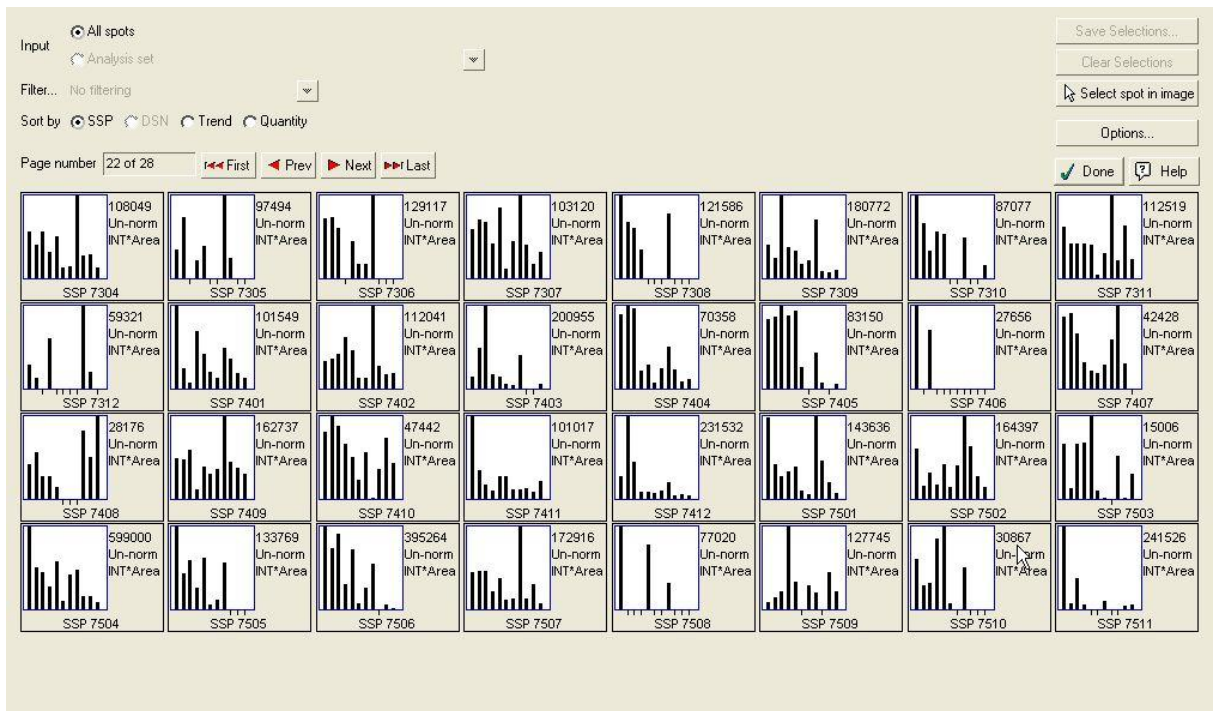 Input All spots
Analysis set
Filter... No filtering
Sort by SSP DSN Trend Quantity
Page number 22 of 28 First Prev Next Last
Save Selections...
Clear Selections
Select spot in image
Options...
Done Help
108049 97494 129117 103120 121586 180772 87077 112519
Un-norm Un-norm Un-norm Un-norm Un-norm Un-norm Un-norm Un-norm
INT*Area INT*Area INT*Area INT*Area INT*Area INT*Area INT*Area INT*Area
SSP 7304 SSP 7305 SSP 7306 SSP 7307 SSP 7308 SSP 7309 SSP 7310 SSP 7311
59321 101549 112041 200955 70358 83150 27656 42428
Un-norm Un-norm Un-norm Un-norm Un-norm Un-norm Un-norm Un-norm
INT*Area INT*Area INT*Area INT*Area INT*Area INT*Area INT*Area INT*Area
SSP 7312 SSP 7401 SSP 7402 SSP 7403 SSP 7404 SSP 7405 SSP 7406 SSP 7407
28176 162737 47442 101017 231532 143636 164397 15006
Un-norm Un-norm Un-norm Un-norm Un-norm Un-norm Un-norm Un-norm
INT*Area INT*Area INT*Area INT*Area INT*Area INT*Area INT*Area INT*Area
SSP 7408 SSP 7409 SSP 7410 SSP 7411 SSP 7412 SSP 7501 SSP 7502 SSP 7503
599000 133769 395264 172916 77020 127745 30867 241526
Un-norm Un-norm Un-norm Un-norm Un-norm Un-norm Un-norm Un-norm
INT*Area INT*Area INT*Area INT*Area INT*Area INT*Area INT*Area INT*Area
SSP 7504 SSP 7505 SSP 7506 SSP 7507 SSP 7508 SSP 7509 SSP 7510 SSP 7511